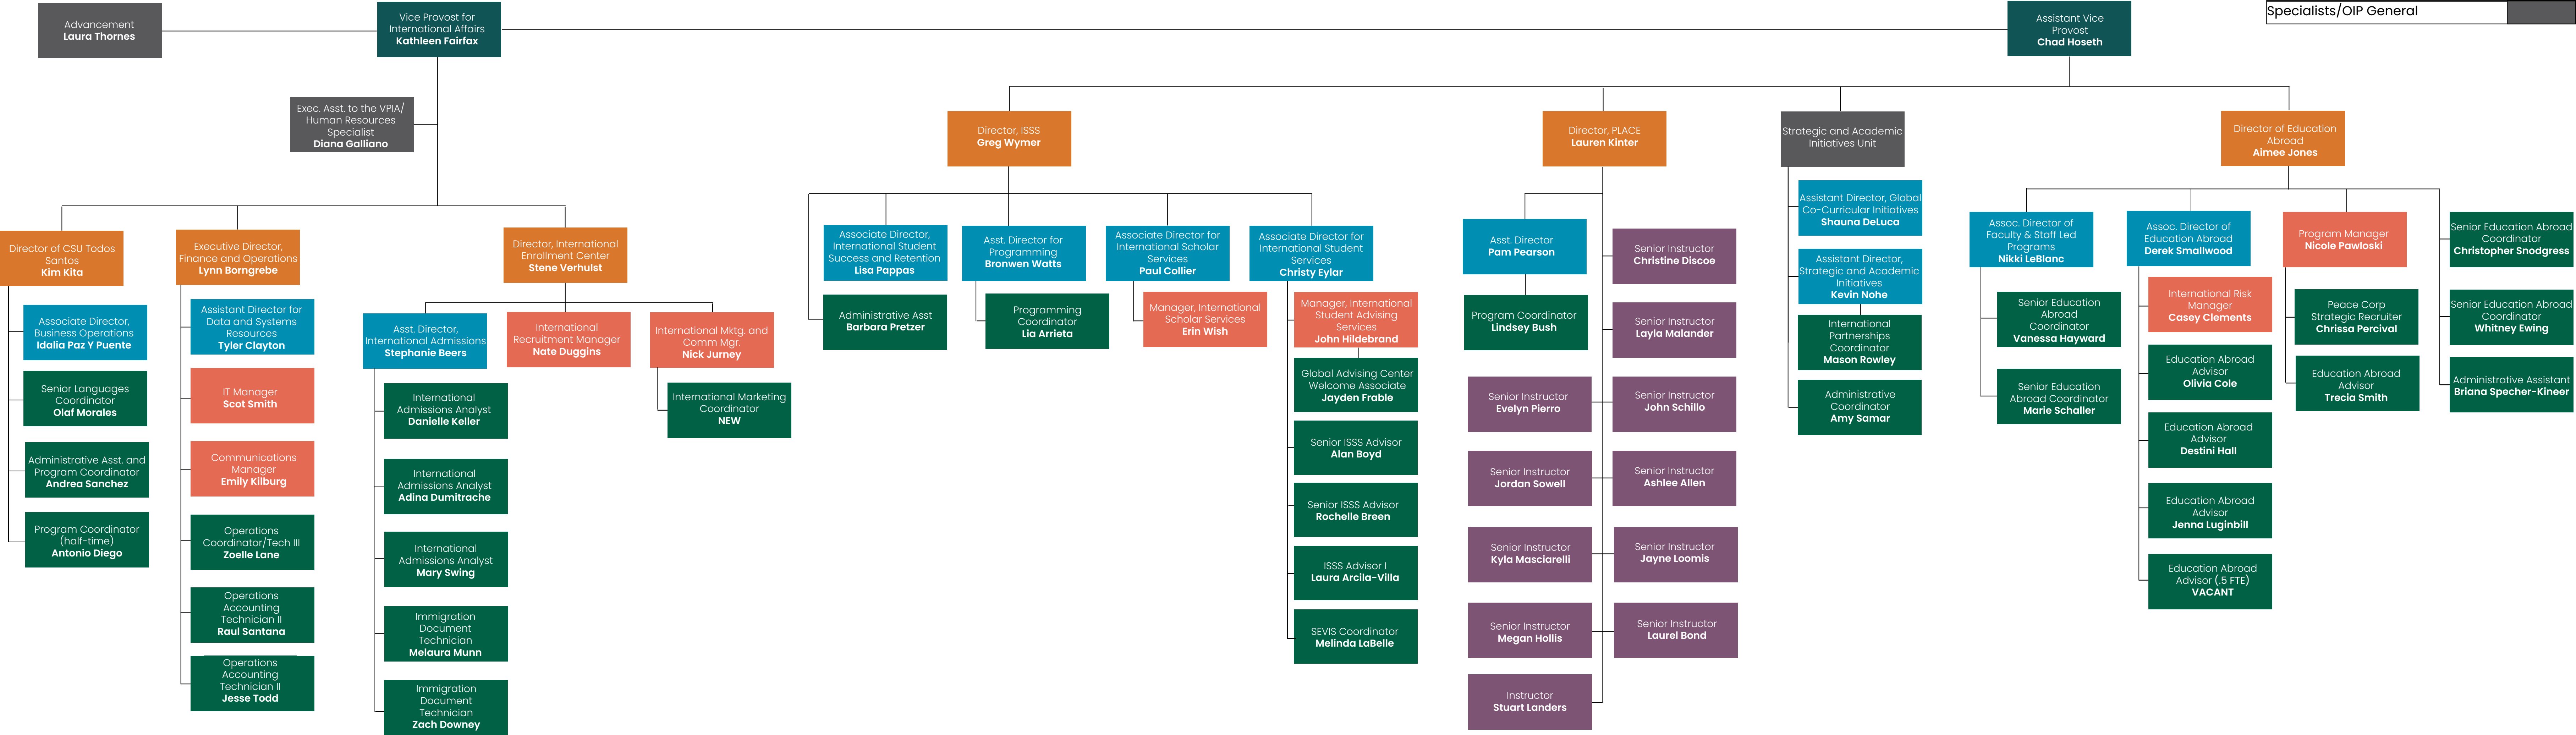 Advancement
Laura Thornes
Vice Provost for
International Affairs
Kathleen Fairfax
Assistant Vice
Provost
Chad Hoseth
Specialists/OIP General
Exec. Asst. to the VPIA/
Human Resources
Specialist
Diana Galliano
Director, ISSS
Greg Wymer
Director, PLACE
Lauren Kinter
Strategic and Academic
Initiatives Unit
Director of Education
Abroad
Aimee Jones
Director of CSU Todos
Santos
Kim Kita
Executive Director,
Finance and Operations
Lynn Borngrebe
Director, International
Enrollment Center
Stene Verhulst
Associate Director,
Business Operations
Idalia Paz Y Puente
Senior Languages
Coordinator
Olaf Morales
Administrative Asst. and
Program Coordinator
Andrea Sanchez
Program Coordinator
(half-time)
Antonio Diego
Assistant Director for
Data and Systems
Resources
Tyler Clayton
IT Manager
Scot Smith
Communications
Manager
Emily Kilburg
Operations
Coordinator/Tech III
Zoelle Lane
Operations
Accounting
Technician II
Raul Santana
Operations
Accounting
Technician II
Jesse Todd
Asst. Director,
International Admissions
Stephanie Beers
International
Recruitment Manager
Nate Duggins
International Mktg. and
Comm Mgr.
Nick Jurney
International Marketing
Coordinator
NEW
International
Admissions Analyst
Danielle Keller
International
Admissions Analyst
Adina Dumitrache
International
Admissions Analyst
Mary Swing
Immigration
Document
Technician
Melaura Munn
Immigration
Document
Technician
Zach Downey
Associate Director,
International Student
Success and Retention
Lisa Pappas
Administrative Asst
Barbara Pretzer
Asst. Director for
Programming
Bronwen Watts
Programming
Coordinator
Lia Arrieta
Associate Director for
International Scholar
Services
Paul Collier
Manager, International
Scholar Services
Erin Wish
Associate Director for
International Student
Services
Christy Eylar
Manager, International
Student Advising
Services
John Hildebrand
Global Advising Center
Welcome Associate
Jayden Frable
Senior ISSS Advisor
Alan Boyd
Senior ISSS Advisor
Rochelle Breen
ISSS Advisor I
Laura Arcila-Villa
SEVIS Coordinator
Melinda LaBelle
Asst. Director
Pam Pearson
Program Coordinator
Lindsey Bush
Senior Instructor
Christine Discoe
Senior Instructor
Layla Malander
Senior Instructor
Evelyn Pierro
Senior Instructor
John Schillo
Senior Instructor
Jordan Sowell
Senior Instructor
Ashlee Allen
Senior Instructor
Kyla Masciarelli
Senior Instructor
Jayne Loomis
Senior Instructor
Megan Hollis
Senior Instructor
Laurel Bond
Instructor
Stuart Landers
Assistant Director, Global
Co-Curricular Initiatives
Shauna DeLuca
Assistant Director,
Strategic and Academic
Initiatives
Kevin Nohe
International
Partnerships
Coordinator
Mason Rowley
Administrative
Coordinator
Amy Samar
Assoc. Director of
Faculty & Staff Led
Programs
Nikki LeBlanc
Senior Education
Abroad
Coordinator
Vanessa Hayward
Senior Education
Abroad Coordinator
Marie Schaller
Assoc. Director of
Education Abroad
Derek Smallwood
International Risk
Manager
Casey Clements
Education Abroad
Advisor
Olivia Cole
Education Abroad
Advisor
Destini Hall
Education Abroad
Advisor
Jenna Luginbill
Education Abroad
Advisor (.5 FTE)
VACANT
Program Manager
Nicole Pawloski
Peace Corp
Strategic Recruiter
Chrissa Percival
Education Abroad
Advisor
Trecia Smith
Senior Education Abroad
Coordinator
Christopher Snodgress
Senior Education Abroad
Coordinator
Whitney Ewing
Administrative Assistant
Briana Specher-Kineer